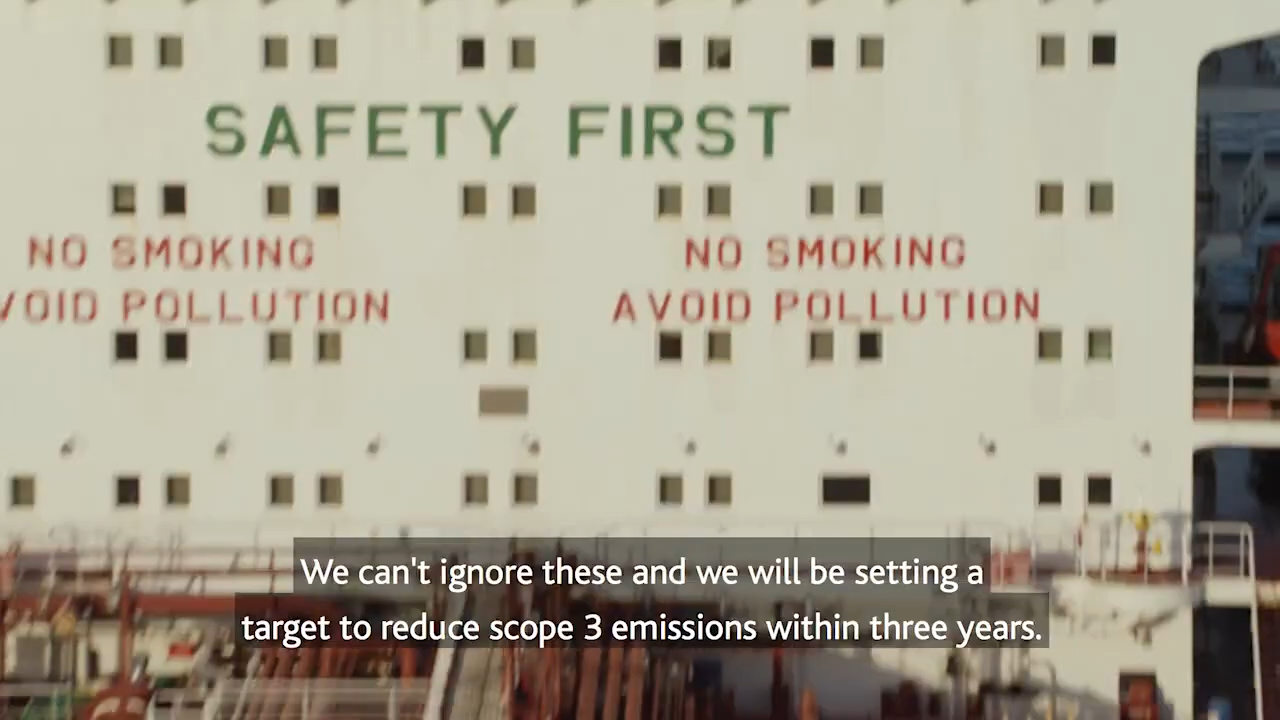 SAFETY FIRST
NO SMOKING
VOID POLLUTION
NO SMOKING
AVOID POLLUTION
We can't ignore these and we will be setting a
target to reduce scope 3 emissions within three years.